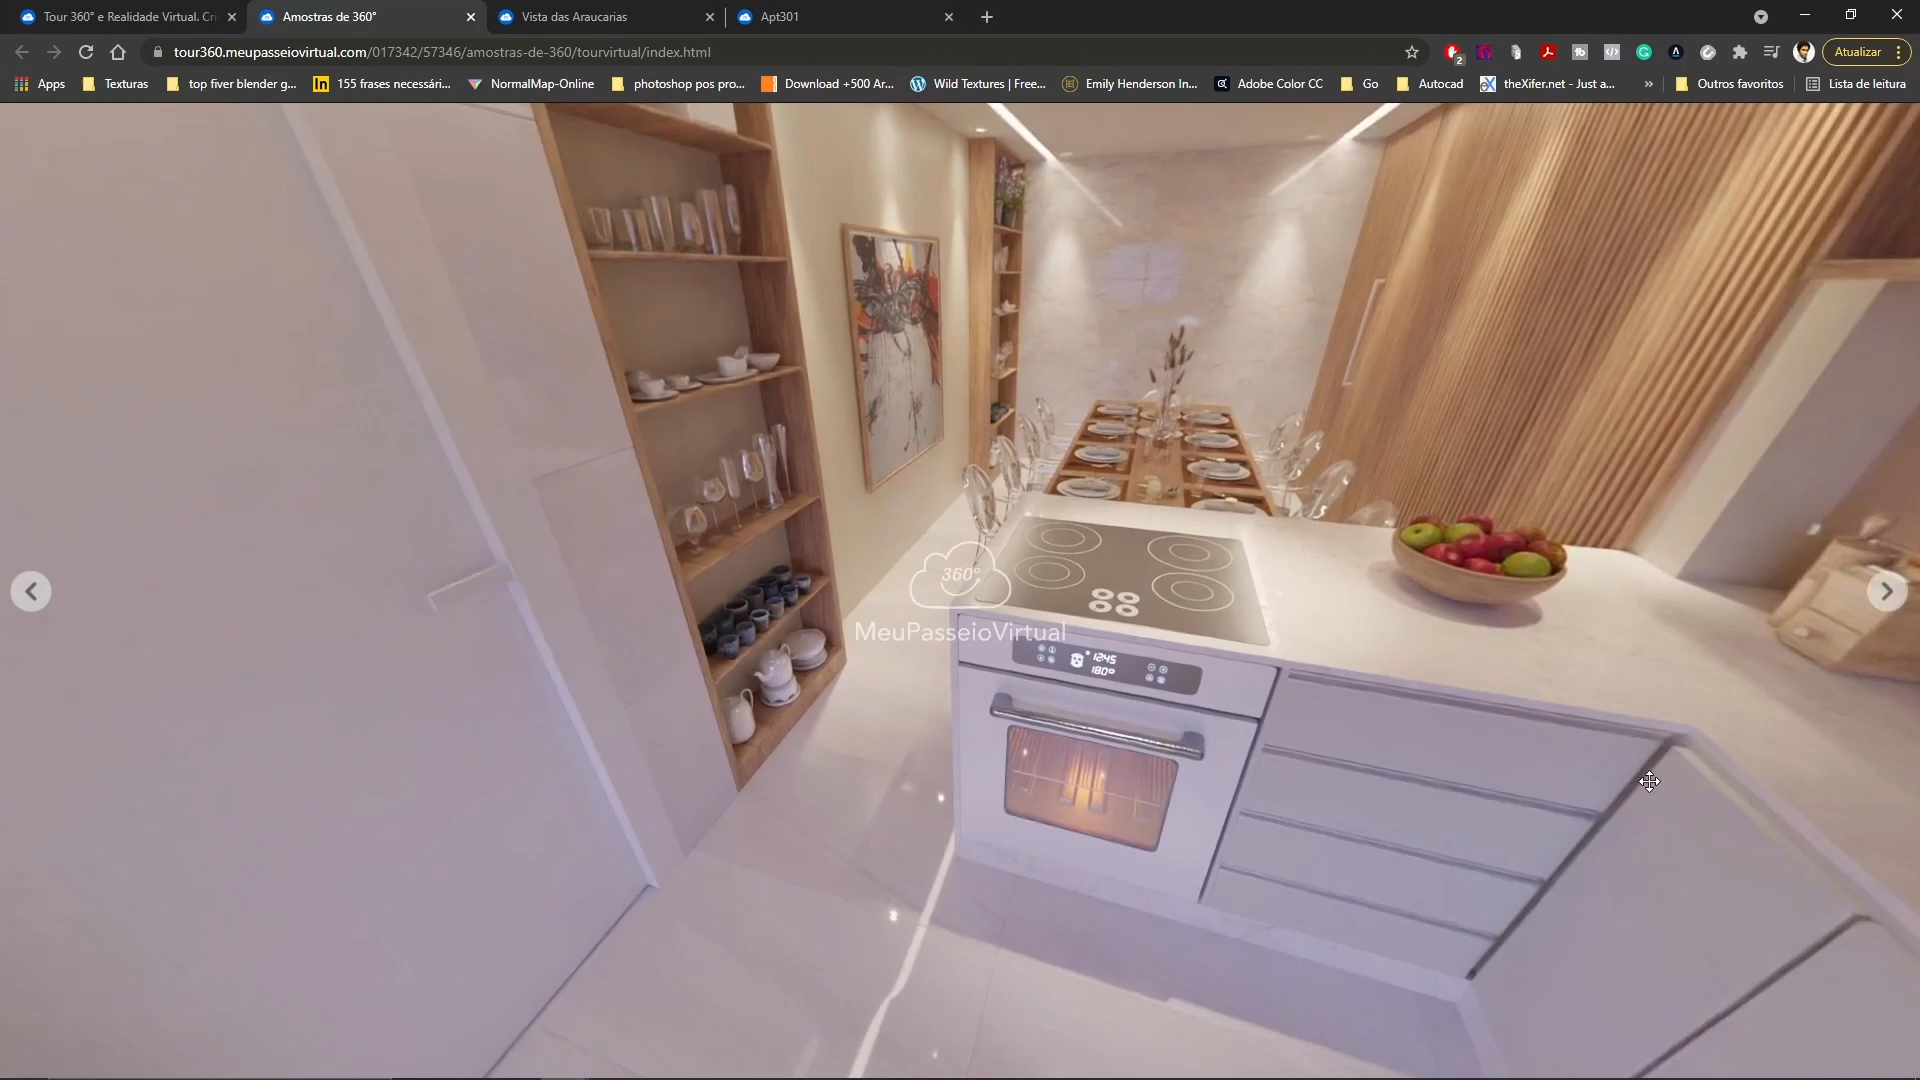 Tour 360° e Realidade Virtual. Cri
Amostras de 360°
Vista das Araucarias
Apt301
tour360.meupasseiovirtual.com/017342/57346/amostras-de-360/tourvirtual/index.html
2
Atualizar
Apps
Texturas
top fiver blender g...
155 frases necessári...
NormalMap-Online
photoshop pos pro...
Download +500 Ar...
Wild Textures | Free...
Emily Henderson In...
Adobe Color CC
Go
Autocad
theXifer.net - Just a...
»
Outros favoritos
Lista de leitura
360°
MeuPasseioVirtual
12:45
180°